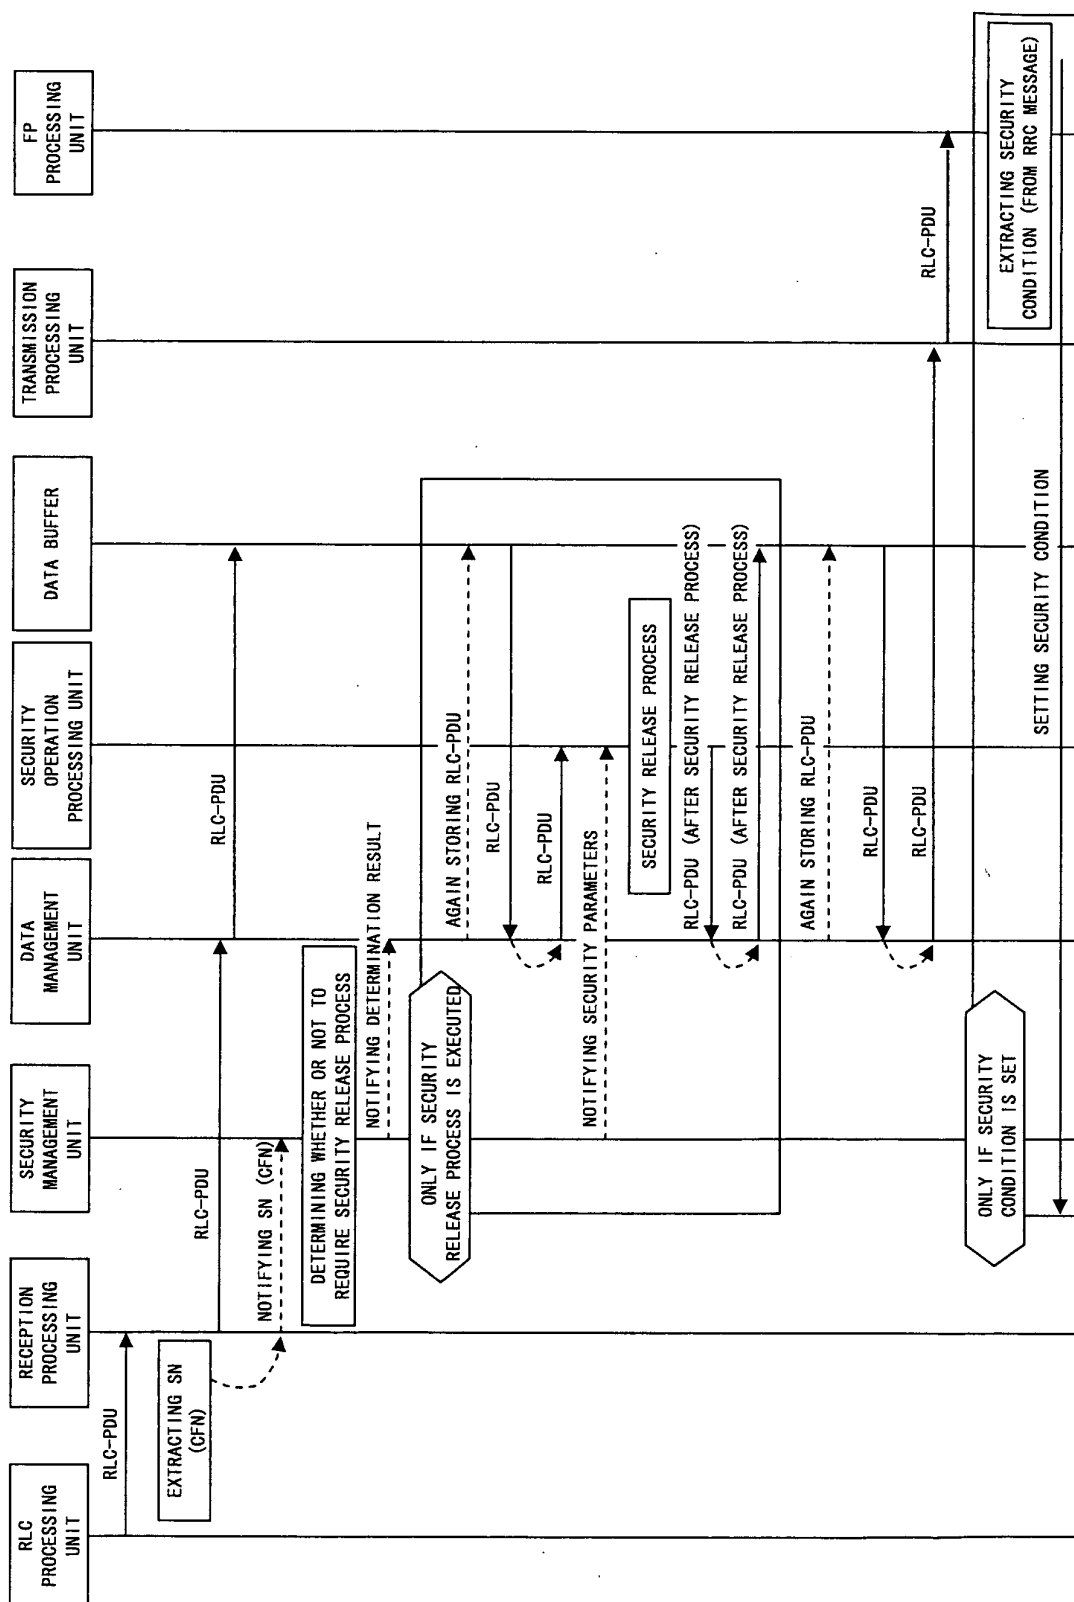 RLC
PROCESSING
UNIT
RECEPTION
PROCESSING
UNIT
SECURITY
MANAGEMENT
UNIT
DATA
MANAGEMENT
UNIT
SECURITY
OPERATION
PROCESSING UNIT
DATA BUFFER
TRANSMISSION
PROCESSING
UNIT
FP
PROCESSING
UNIT
RLC-PDU
EXTRACTING SN
(CFN)
RLC-PDU
RLC-PDU
NOTIFYING SN (CFN)
DETERMINING WHETHER OR NOT TO
REQUIRE SECURITY RELEASE PROCESS
NOTIFYING DETERMINATION RESULT
ONLY IF SECURITY
RELEASE PROCESS IS EXECUTED
AGAIN STORING RLC-PDU
RLC-PDU
RLC-PDU
NOTIFYING SECURITY PARAMETERS
SECURITY RELEASE PROCESS
RLC-PDU (AFTER SECURITY RELEASE PROCESS)
RLC-PDU (AFTER SECURITY RELEASE PROCESS)
AGAIN STORING RLC-PDU
RLC-PDU
RLC-PDU
RLC-PDU
ONLY IF SECURITY
CONDITION IS SET
EXTRACTING SECURITY
CONDITION (FROM RRC MESSAGE)
SETTING SECURITY CONDITION